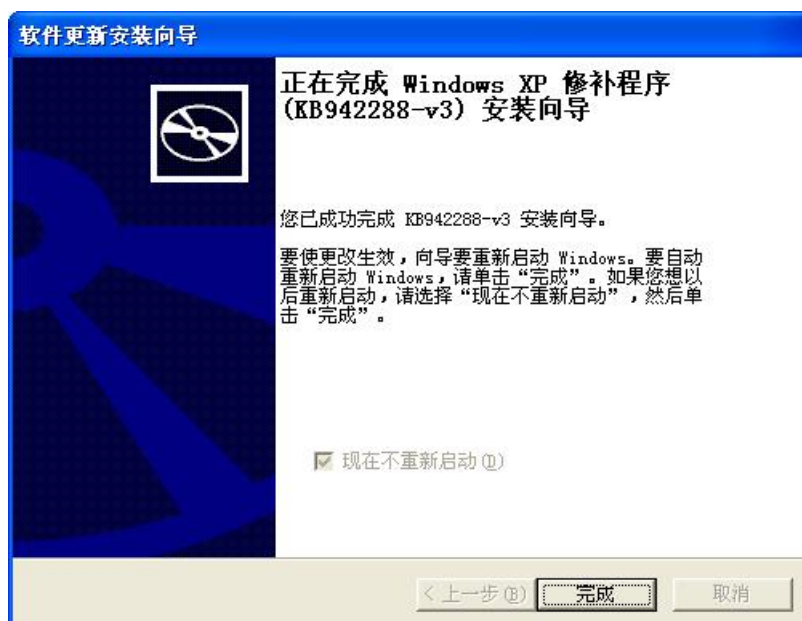 软件更新安装向导
正在完成 Windows XP 修补程序
(KB942288-v3) 安装向导
您已成功完成 KB942288-v3 安装向导。
要使更改生效，向导要重新启动 Windows。要自动
重新启动 Windows，请单击“完成”。如果您想以
后重新启动，请选择“现在不重新启动”，然后单
击“完成”。
现在不重新启动(D)
< 上一步(B)
完成
取消